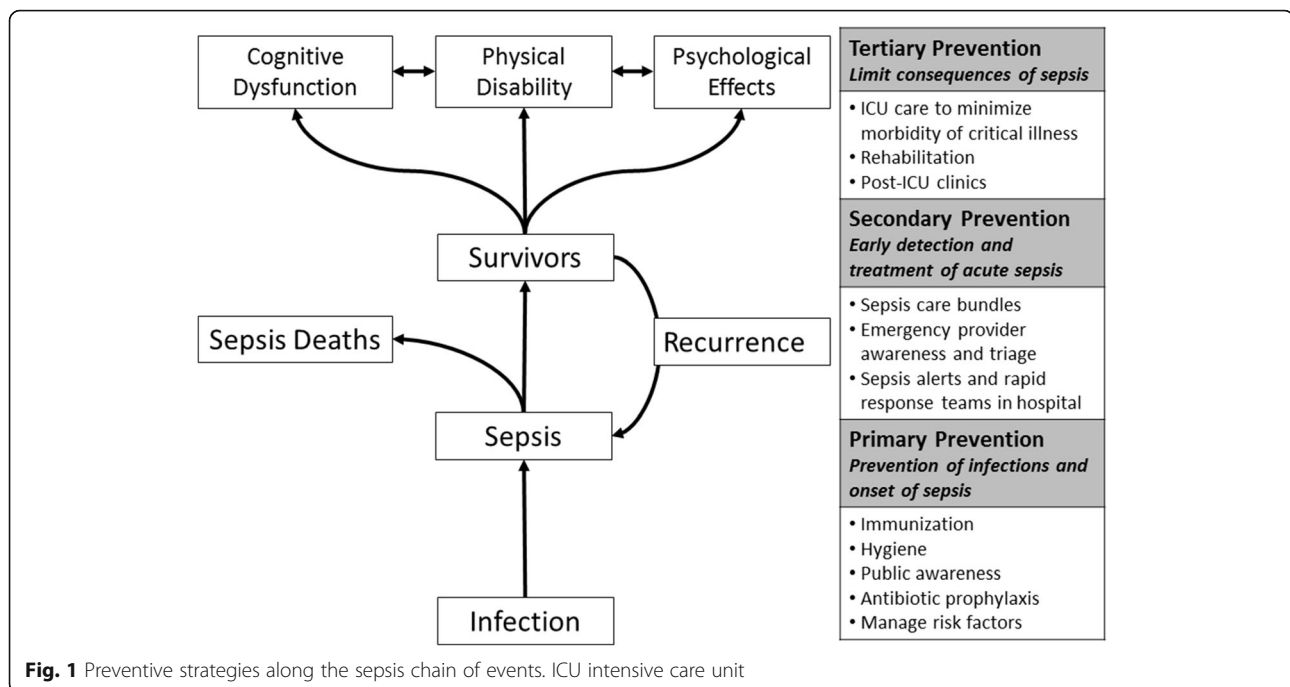 Cognitive
Dysfunction
Physical
Disability
Psychological
Effects
Survivors
Sepsis Deaths
Recurrence
Sepsis
Infection
Tertiary Prevention
Limit consequences of sepsis
• ICU care to minimize
morbidity of critical illness
• Rehabilitation
• Post-ICU clinics
Secondary Prevention
Early detection and
treatment of acute sepsis
• Sepsis care bundles
• Emergency provider
awareness and triage
• Sepsis alerts and rapid
response teams in hospital
Primary Prevention
Prevention of infections and
onset of sepsis
• Immunization
• Hygiene
• Public awareness
• Antibiotic prophylaxis
• Manage risk factors
Fig. 1 Preventive strategies along the sepsis chain of events. ICU intensive care unit